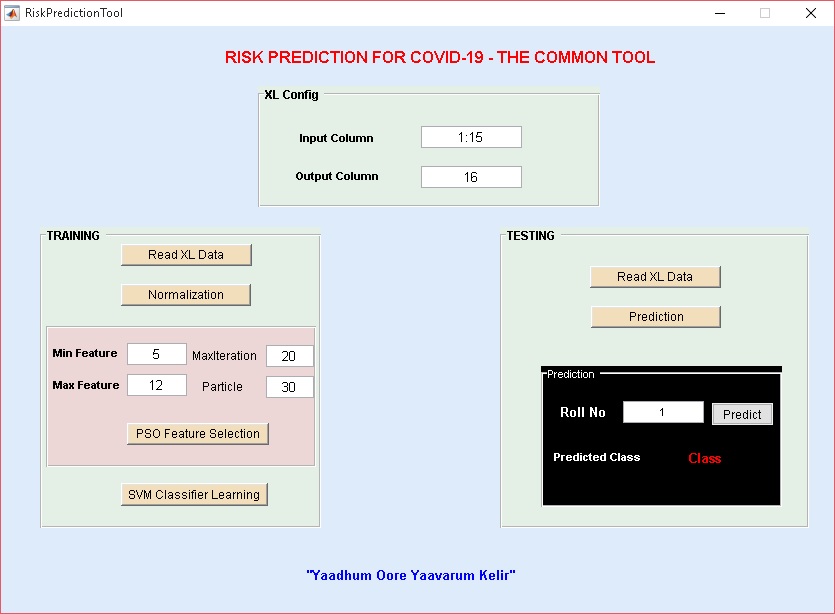 RiskPredictionTool
RISK PREDICTION FOR COVID-19 - THE COMMON TOOL
XL Config
Input Column 1:15
Output Column 16
TRAINING
Read XL Data
Normalization
Min Feature 5 MaxIteration 20
Max Feature 12 Particle 30
PSO Feature Selection
SVM Classifier Learning
TESTING
Read XL Data
Prediction
Prediction
Roll No 1 Predict
Predicted Class Class
"Yaadhum Oore Yaavarum Kelir"